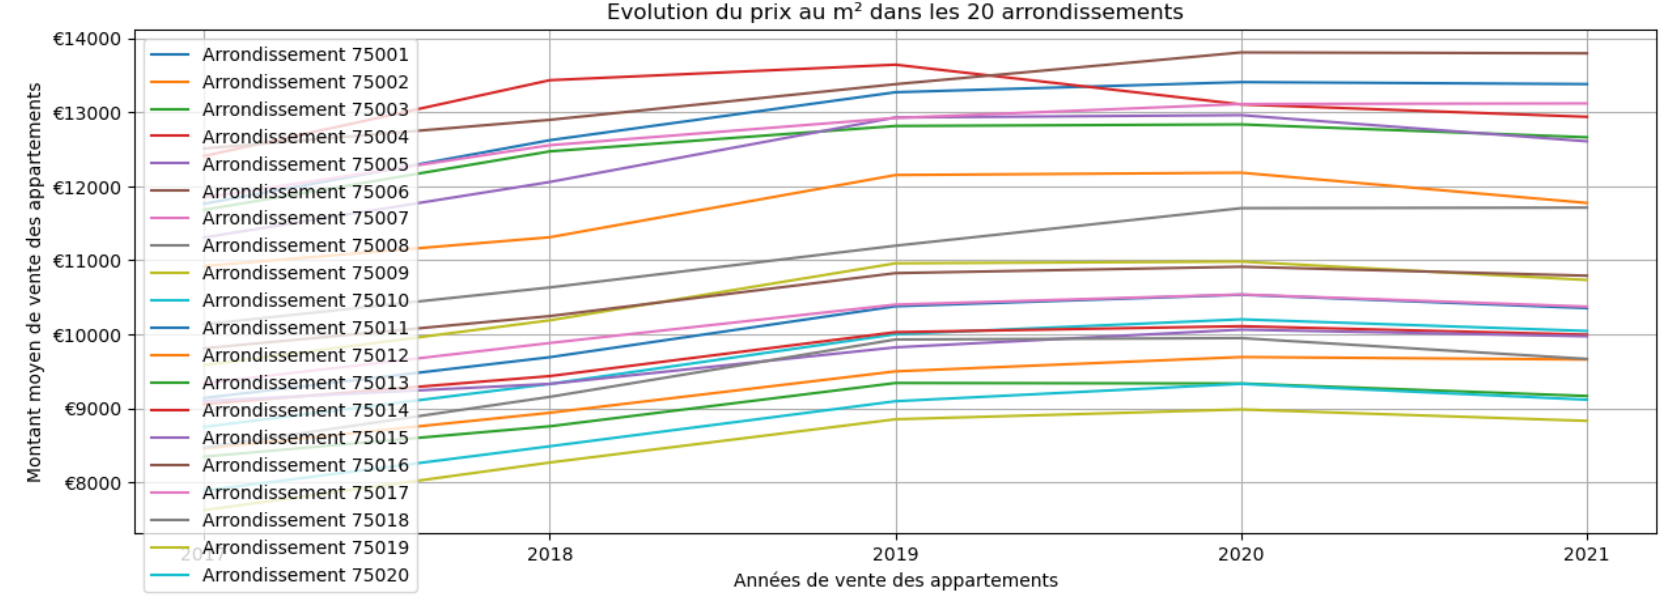 Evolution du prix au m² dans les 20 arrondissements
€14000
€13000
€12000
€11000
€10000
€9000
€8000
Montant moyen de vente des appartements
Arrondissement 75001
Arrondissement 75002
Arrondissement 75003
Arrondissement 75004
Arrondissement 75005
Arrondissement 75006
Arrondissement 75007
Arrondissement 75008
Arrondissement 75009
Arrondissement 75010
Arrondissement 75011
Arrondissement 75012
Arrondissement 75013
Arrondissement 75014
Arrondissement 75015
Arrondissement 75016
Arrondissement 75017
Arrondissement 75018
Arrondissement 75019
Arrondissement 75020
2017 2018 2019 2020 2021
Années de vente des appartements